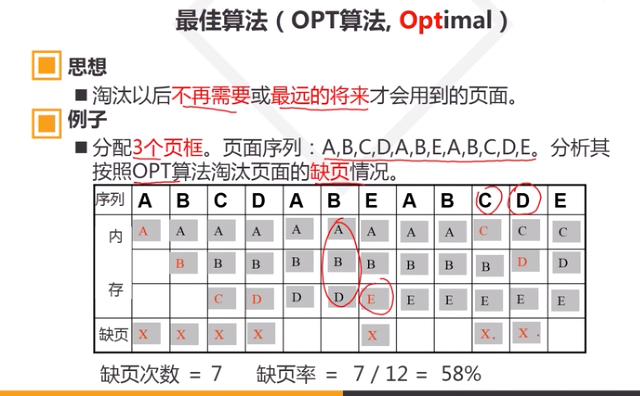 最佳算法（OPT算法, Optimal）
思想
淘汰以后不再需要或最远的将来才会用到的页面。
例子
分配3个页框。页面序列：A,B,C,D,A,B,E,A,B,C,D,E。分析其
按照OPT算法淘汰页面的缺页情况。
序列 A B C D A B E A B C D E
内 A A A A A A A A A C C C
B B B B B B B B B D D
存 C D D D E E E E E E
缺页 X X X X X X. X.
缺页次数 = 7 缺页率 = 7 / 12 = 58%